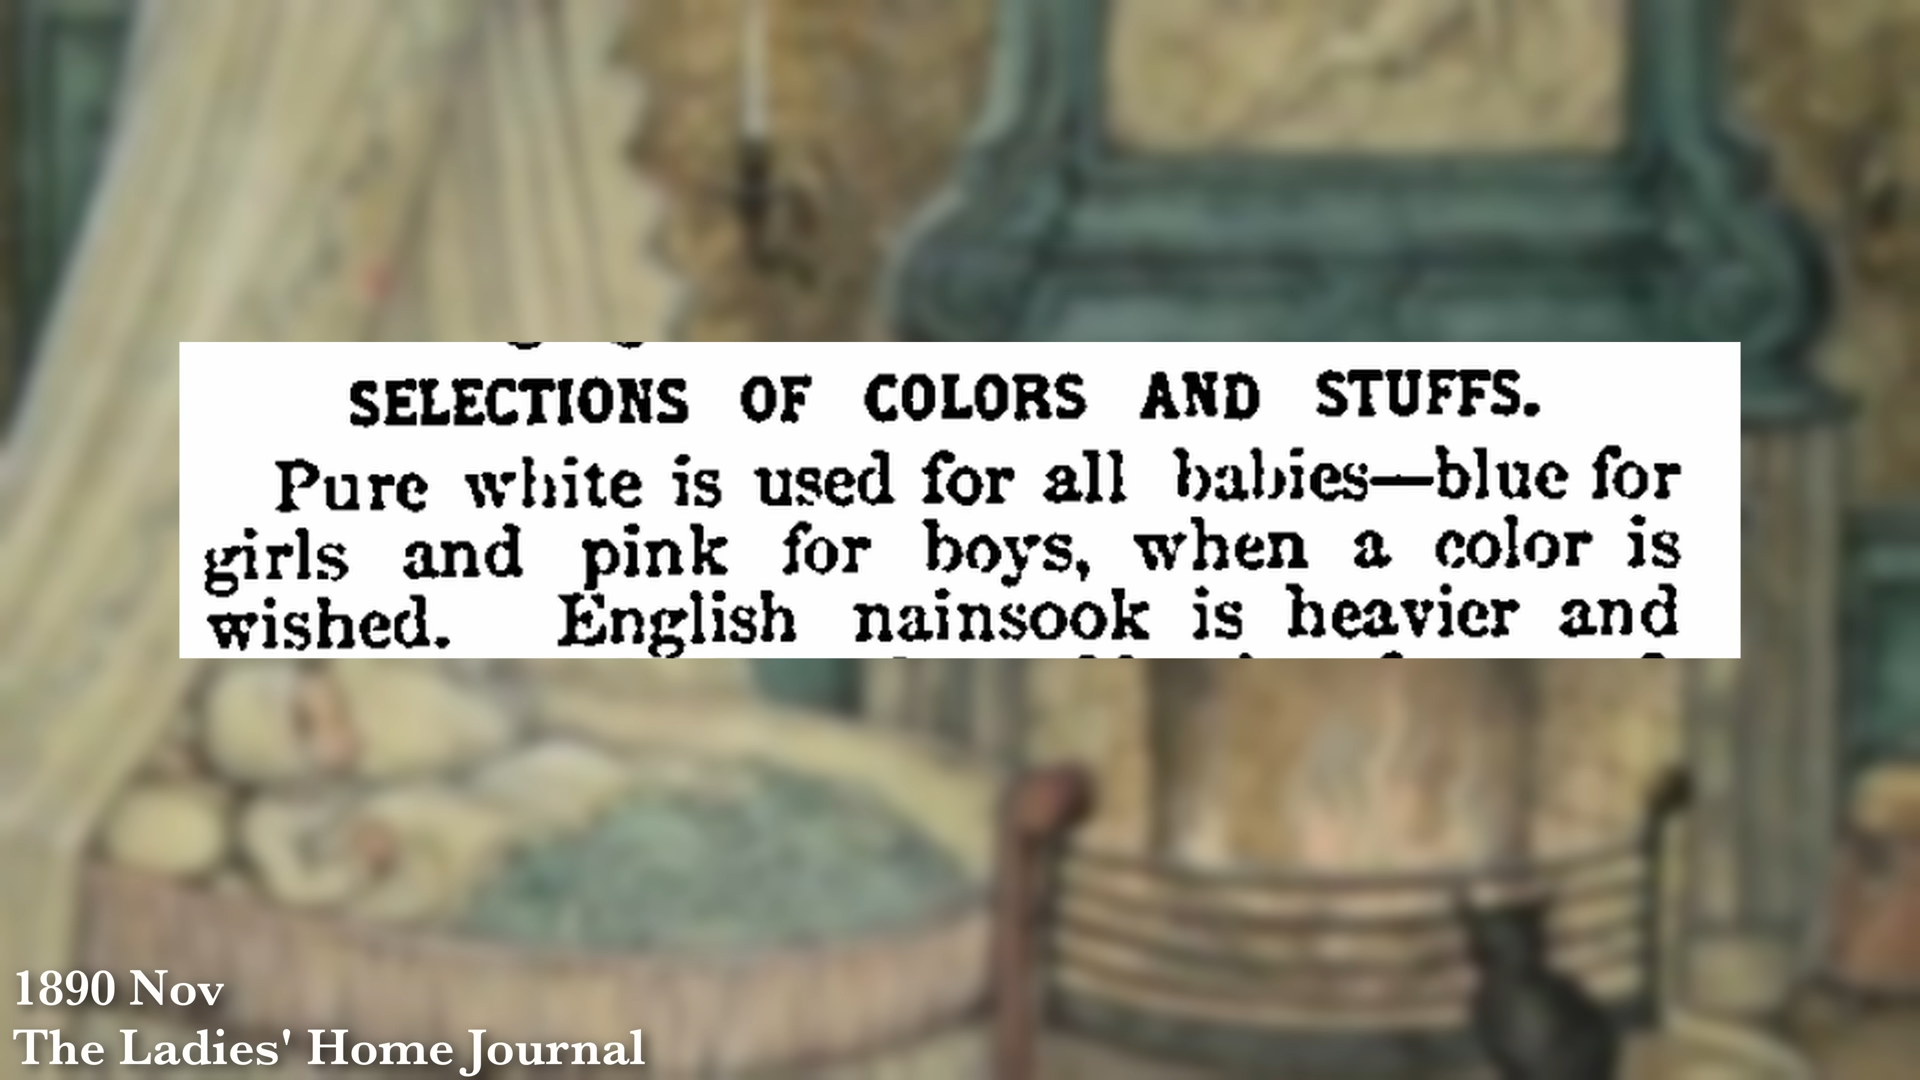 SELECTIONS OF COLORS AND STUFFS.
Pure white is used for all babies—blue for
girls and pink for boys, when a color is
wished. English nainsook is heavier and
1890 Nov
The Ladies' Home Journal